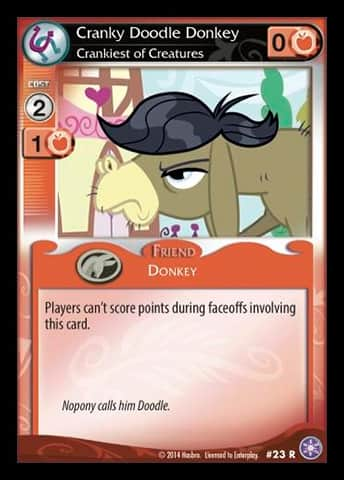 Cranky Doodle Donkey
Crankiest of Creatures
0
COST
2
1
FRIEND
DONKEY
Players can't score points during faceoffs involving
this card.
Nopony calls him Doodle.
© 2014 Hasbro. Licensed to Enterplay. #23 R